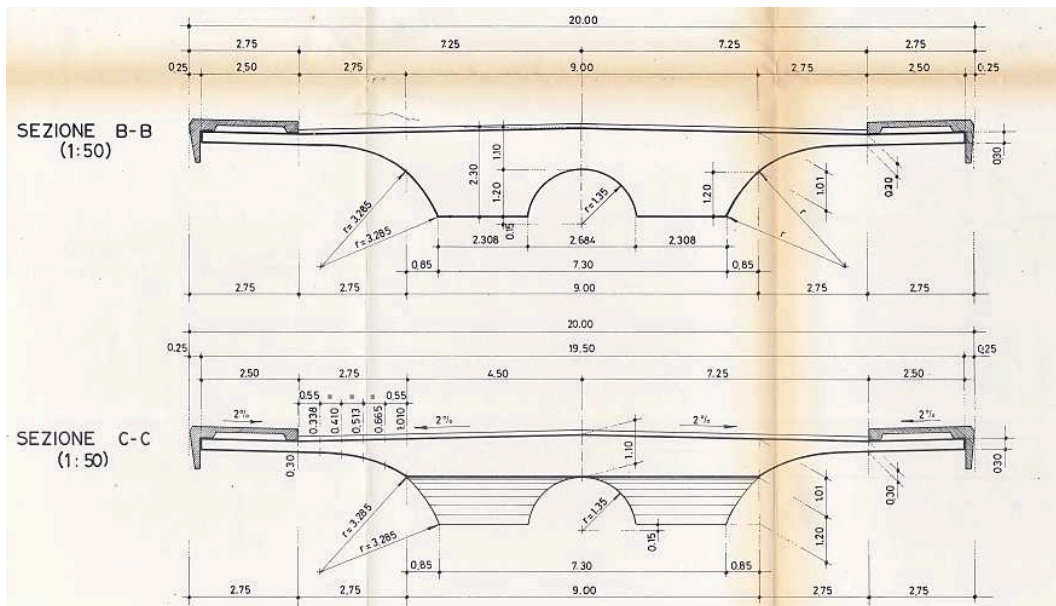 20.00
2.75 7.25 7.25 2.75
0.25 2,50 2,75 9.00 2,75 2,50 0,25
SEZIONE B-B
(1:50)
2.30 1.10 1.20 0.15
r=1.35
1.20 1.01 0.30
r=3.285
r=3.285
r
r
2.308 2.684 2.308
0,85 7.30 0,85
2.75 2,75 9.00 2,75 2.75
20.00
0.25 19.50 0,25
2,50 2.75 4,50 7.25 2,50
0,55 0,55
0.338 0.410 0.513 0.665 1.010
2% 2% 2% 2%
SEZIONE C-C
(1:50)
0,30 1.10 1.01 0,30 0.30
r=3.285
r=3.285
r=1.35
0.15 1.20
0,85 7.30 0,85
2.75 2,75 9.00 2,75 2.75